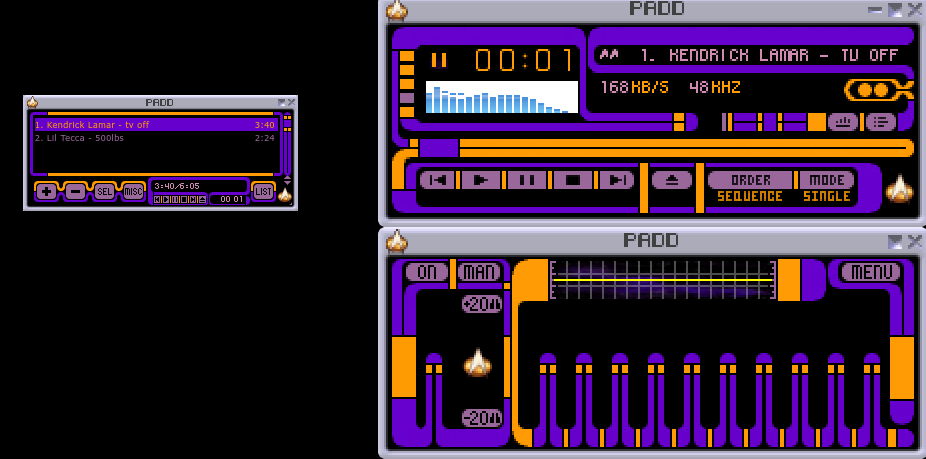 PADD
1. Kendrick Lamar - tv off 3:40
2. Lil Tecca - 500lbs 2:24
+ - SEL MISC 3:40/6:05 00 01 LIST
PADD
00:01
1. KENDRICK LAMAR - TV OFF
168 KB/S 48 KHZ
ORDER MODE
SEQUENCE SINGLE
PADD
ON MAN MENU
+20
-20